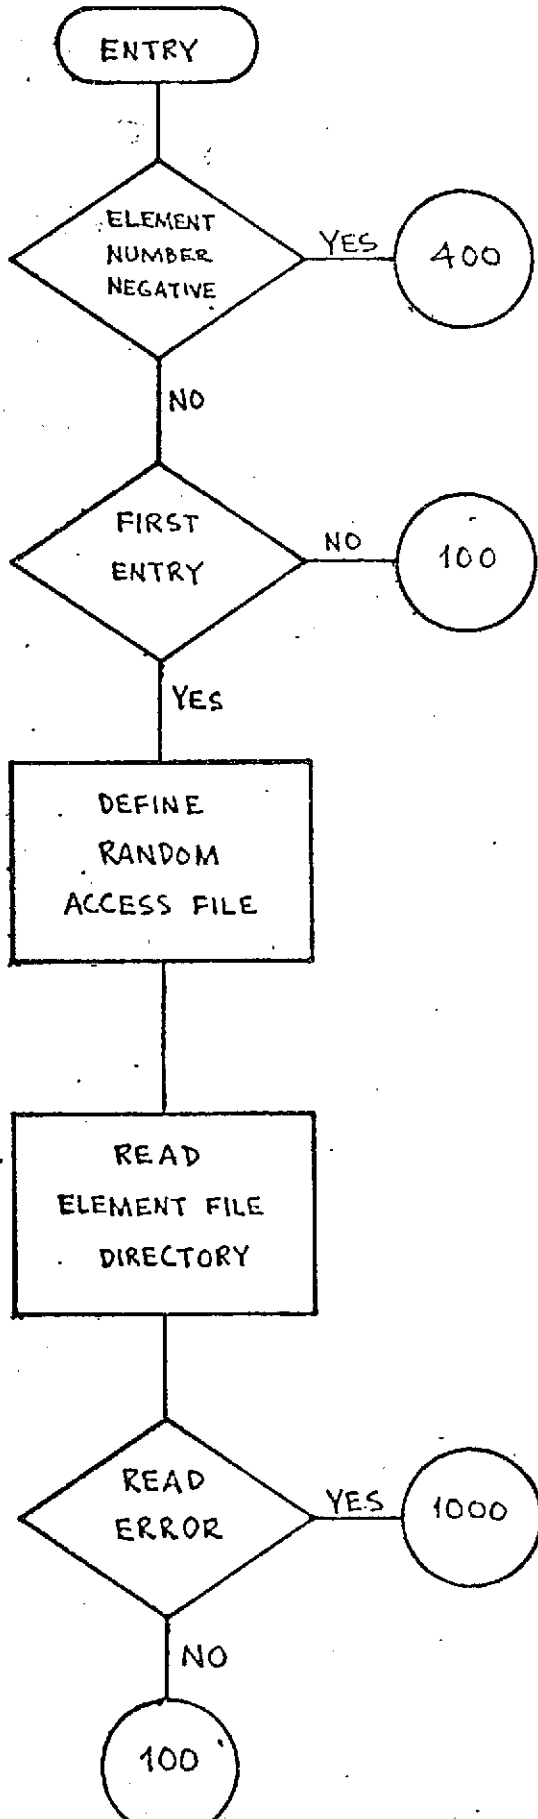 ENTRY
ELEMENT
NUMBER
NEGATIVE
YES
400
NO
FIRST
ENTRY
NO
100
YES
DEFINE
RANDOM
ACCESS FILE
READ
ELEMENT FILE
DIRECTORY
READ
ERROR
YES
1000
NO
100